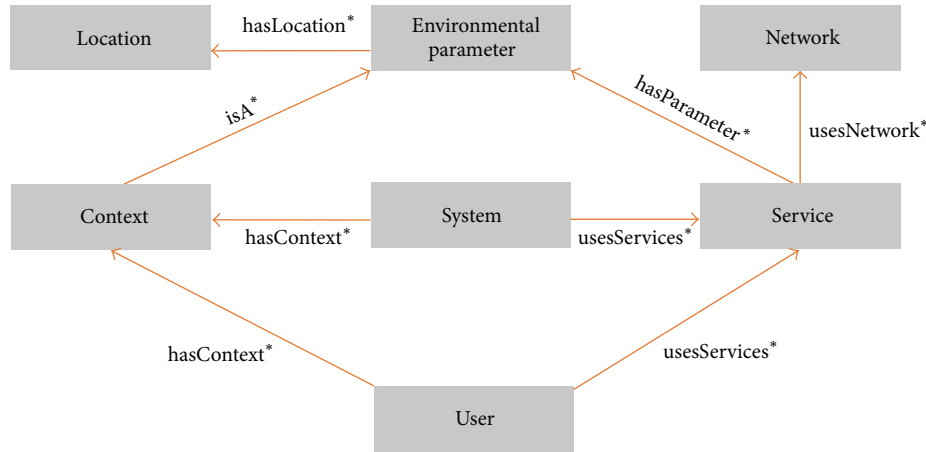 Location
hasLocation*
Environmental
parameter
Network
isA*
hasParameter*
usesNetwork*
Context
hasContext*
System
usesServices*
Service
hasContext*
usesServices*
User